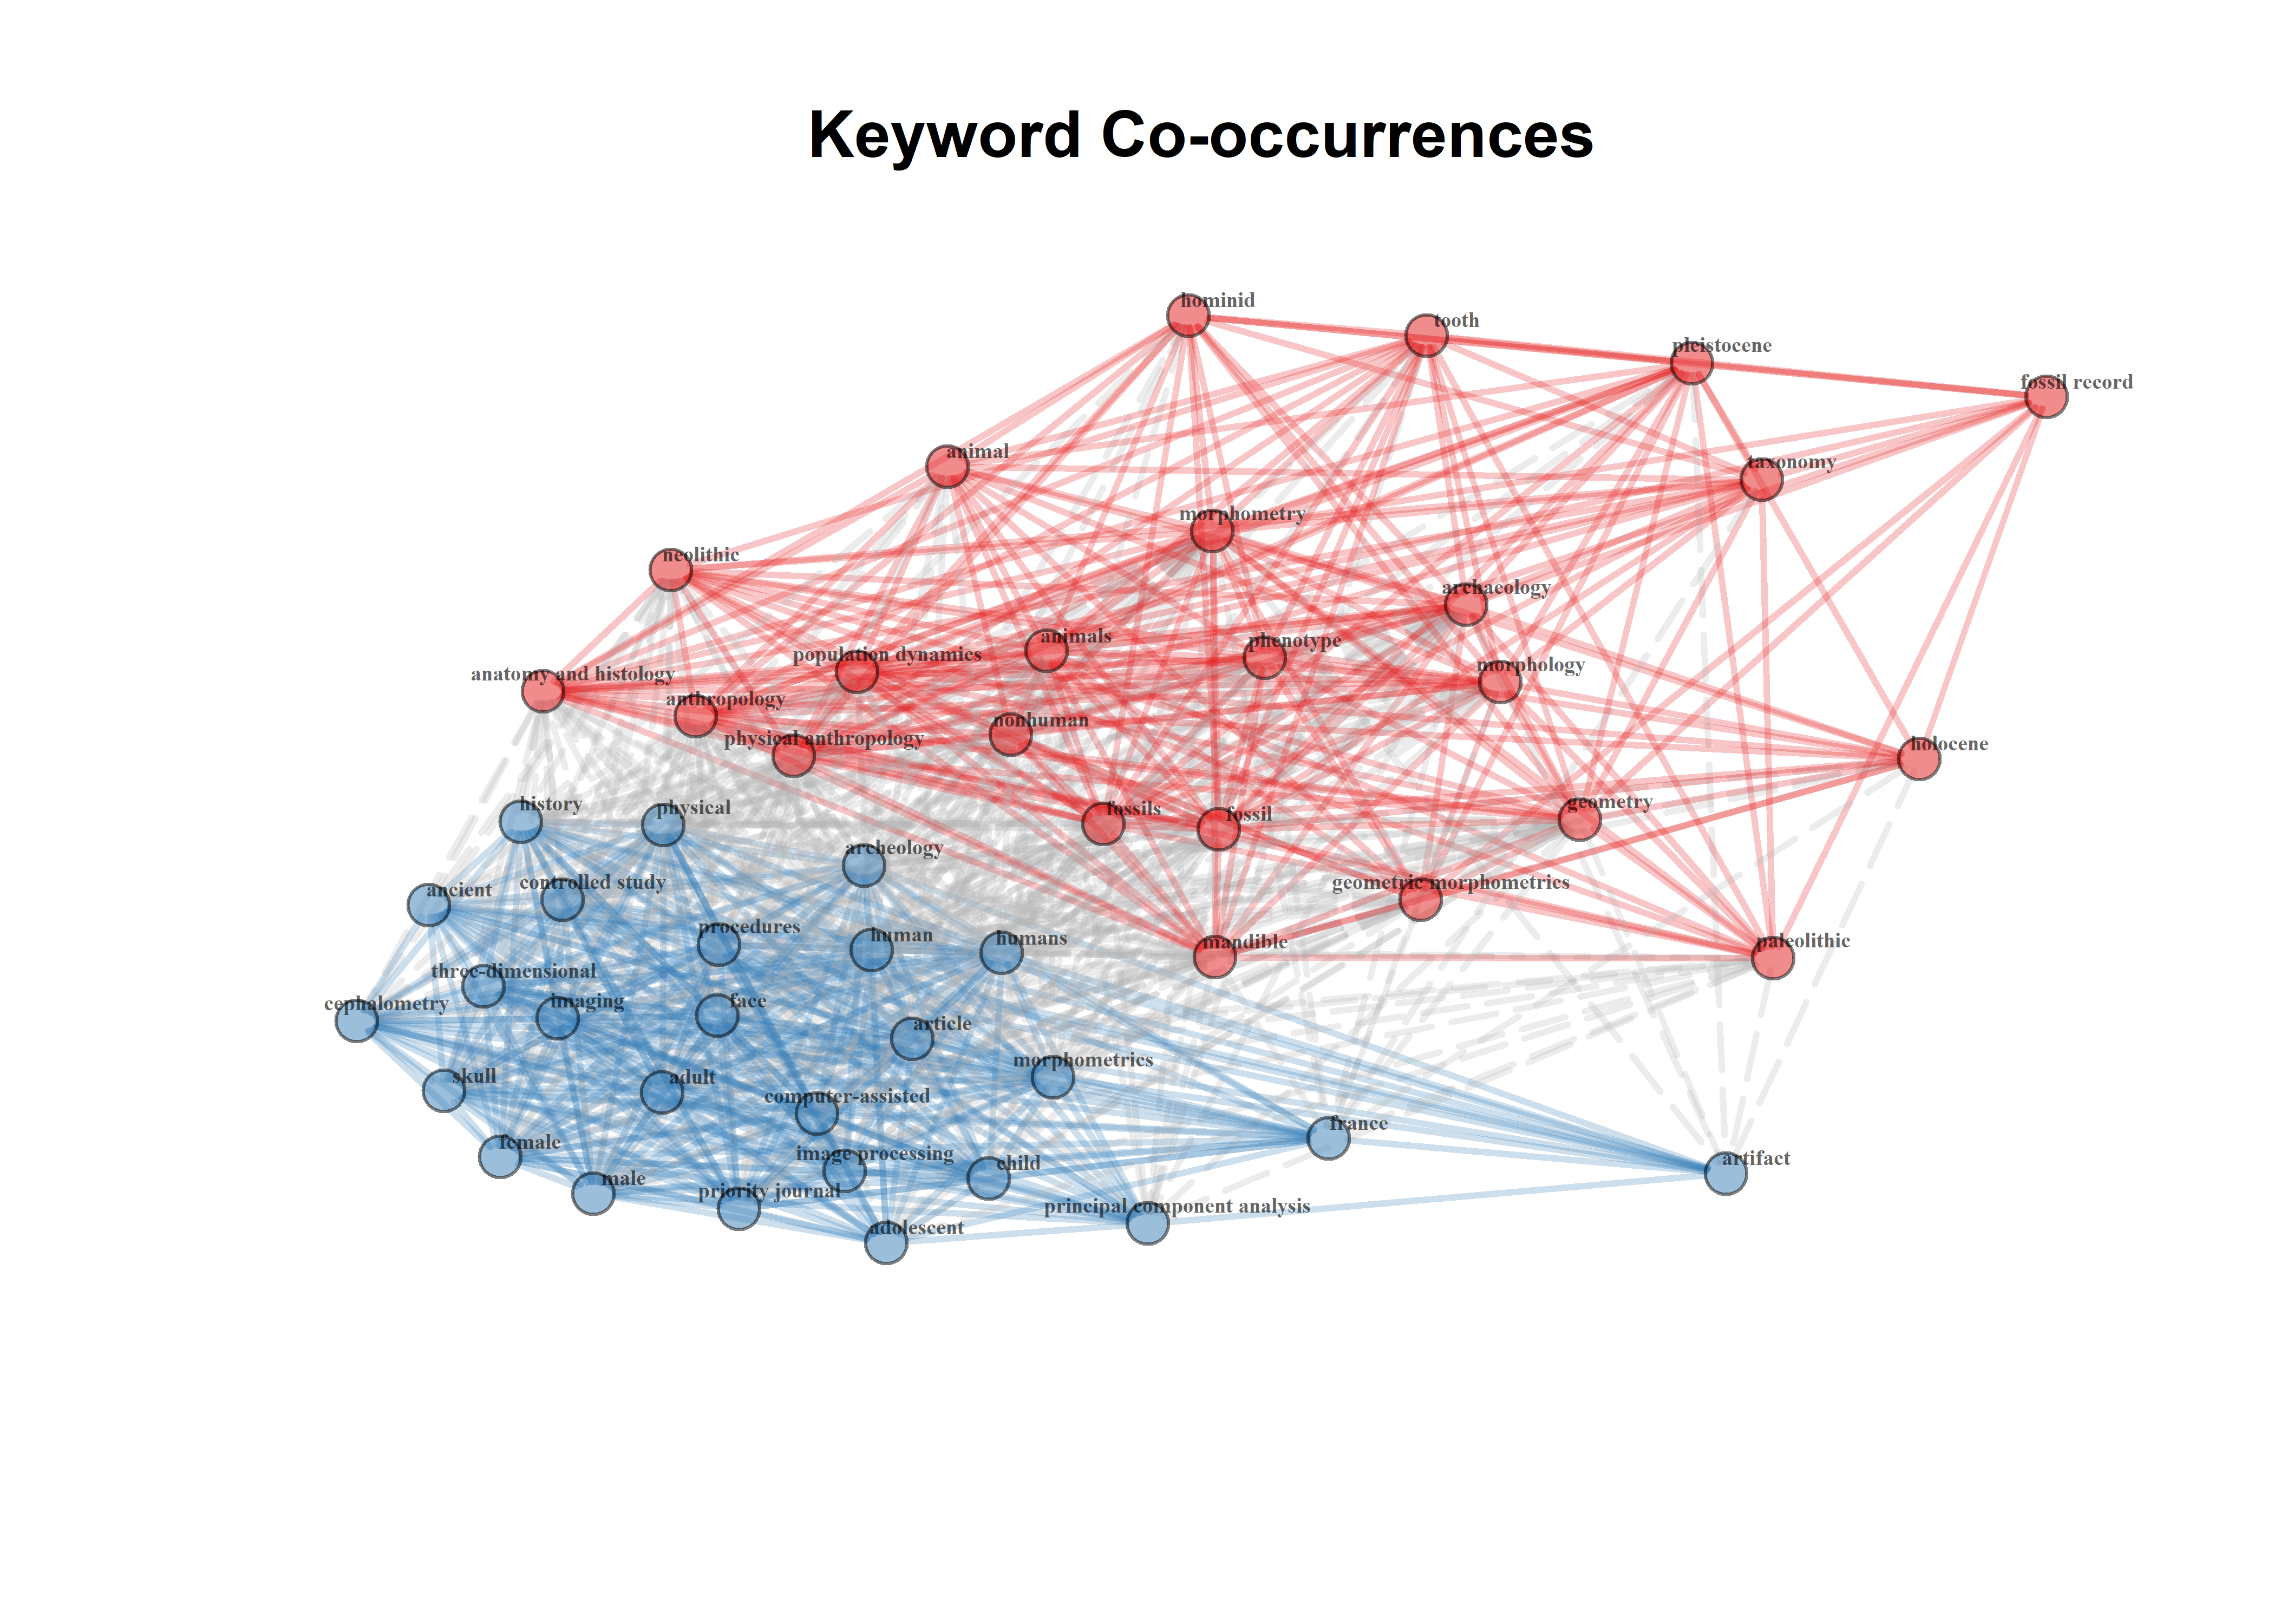 Keyword Co-occurrences
hominid
tooth
pleistocene
fossil record
animal
taxonomy
morphometry
neolithic
archaeology
animals
phenotype
population dynamics
morphology
anatomy and histology
anthropology
nonhuman
physical anthropology
holocene
history
physical
fossils
fossil
geometry
archeology
ancient
controlled study
geometric morphometrics
procedures
human
humans
mandible
paleolithic
three-dimensional
cephalometry
imaging
face
article
morphometrics
skull
adult
computer-assisted
france
female
image processing
child
artifact
male
priority journal
principal component analysis
adolescent